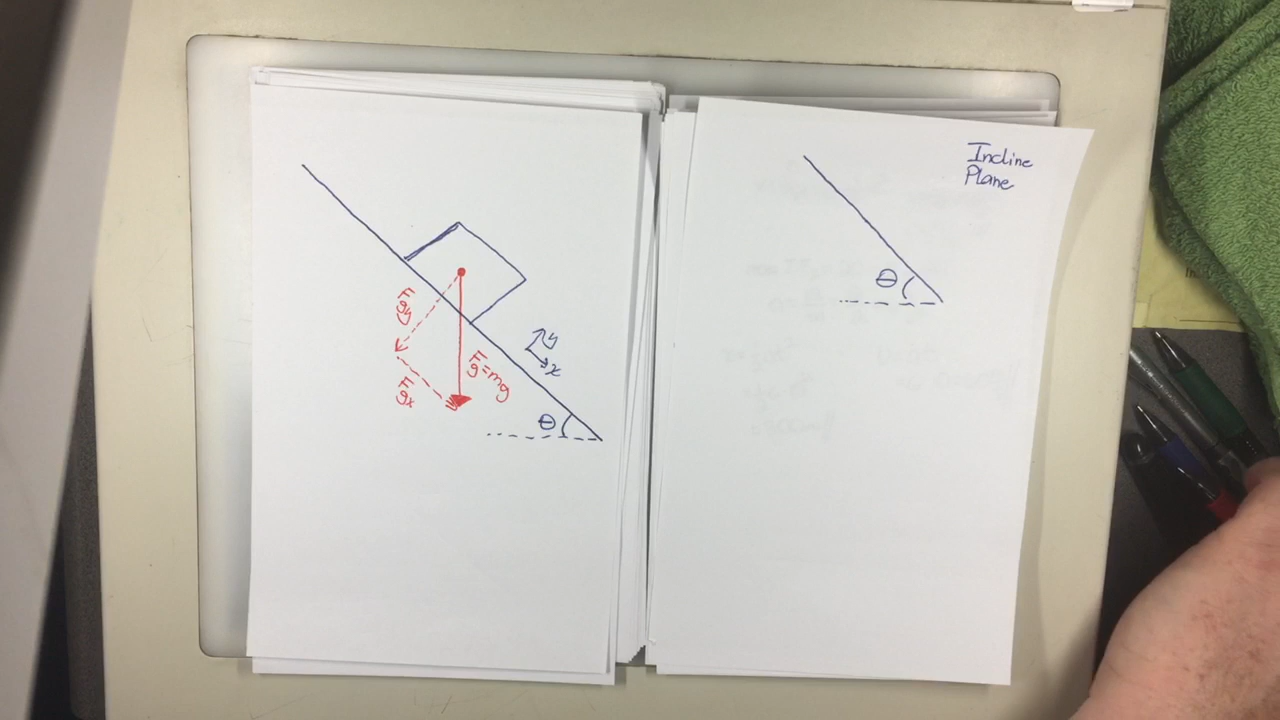 Fgy
Fgx
Fg=mg
y
x
θ
Incline
Plane
θ